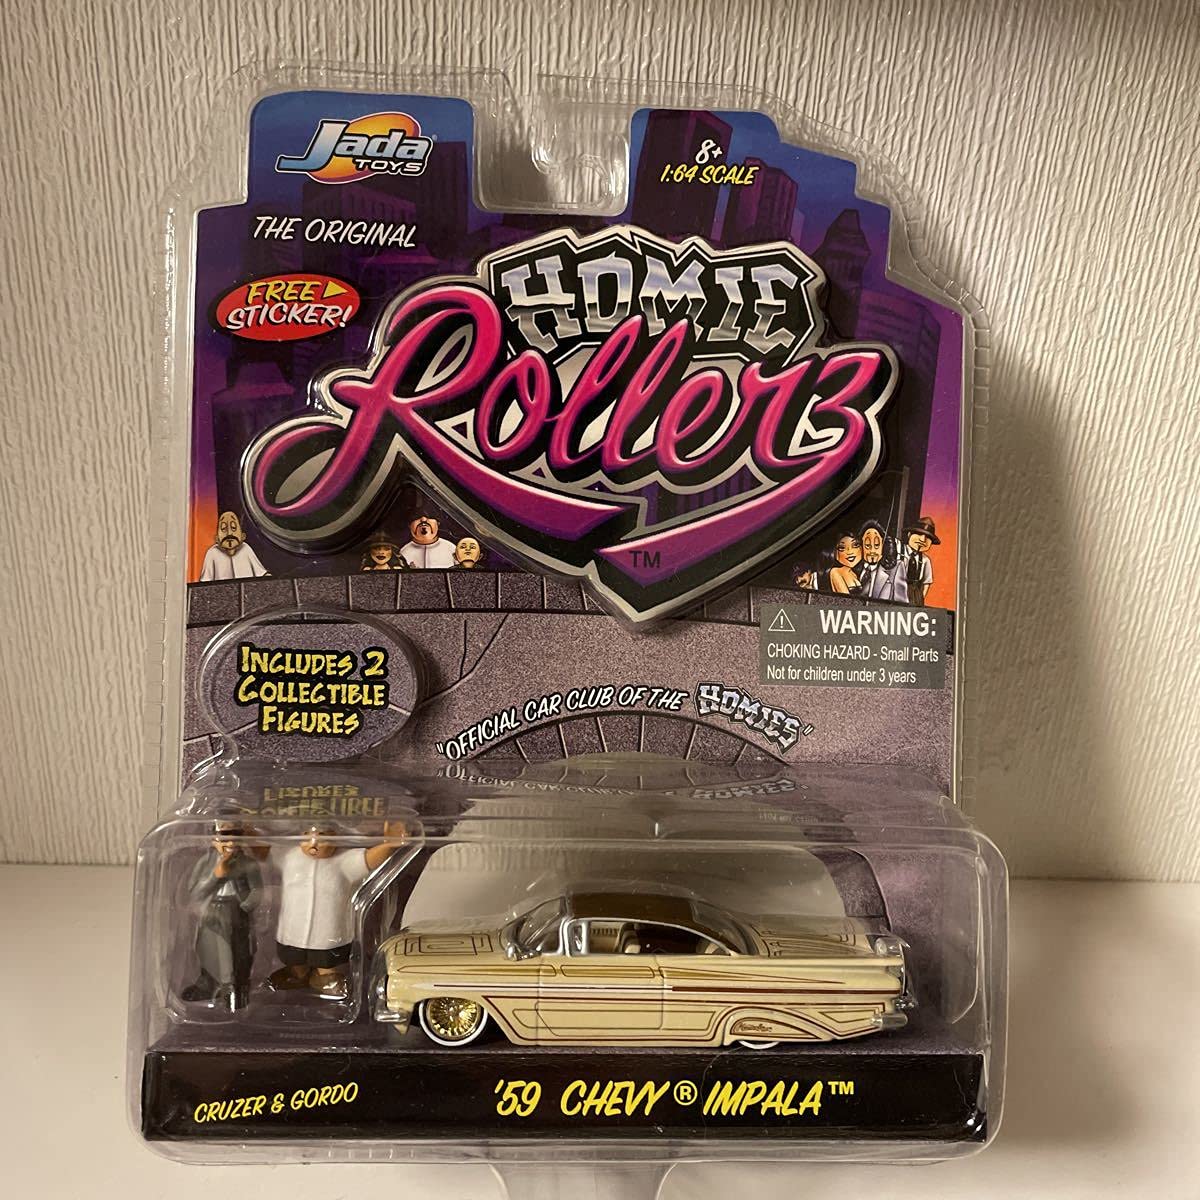 Jada
TOYS
8+
1:64 SCALE
THE ORIGINAL
FREE
STICKER!
HOMIE
Rollerz
TM
WARNING:
CHOKING HAZARD - Small Parts
Not for children under 3 years
INCLUDES 2
COLLECTIBLE
FIGURES
"OFFICIAL CAR CLUB OF THE HOMIES"
CRUZER & GORDO
'59 CHEVY® IMPALA™